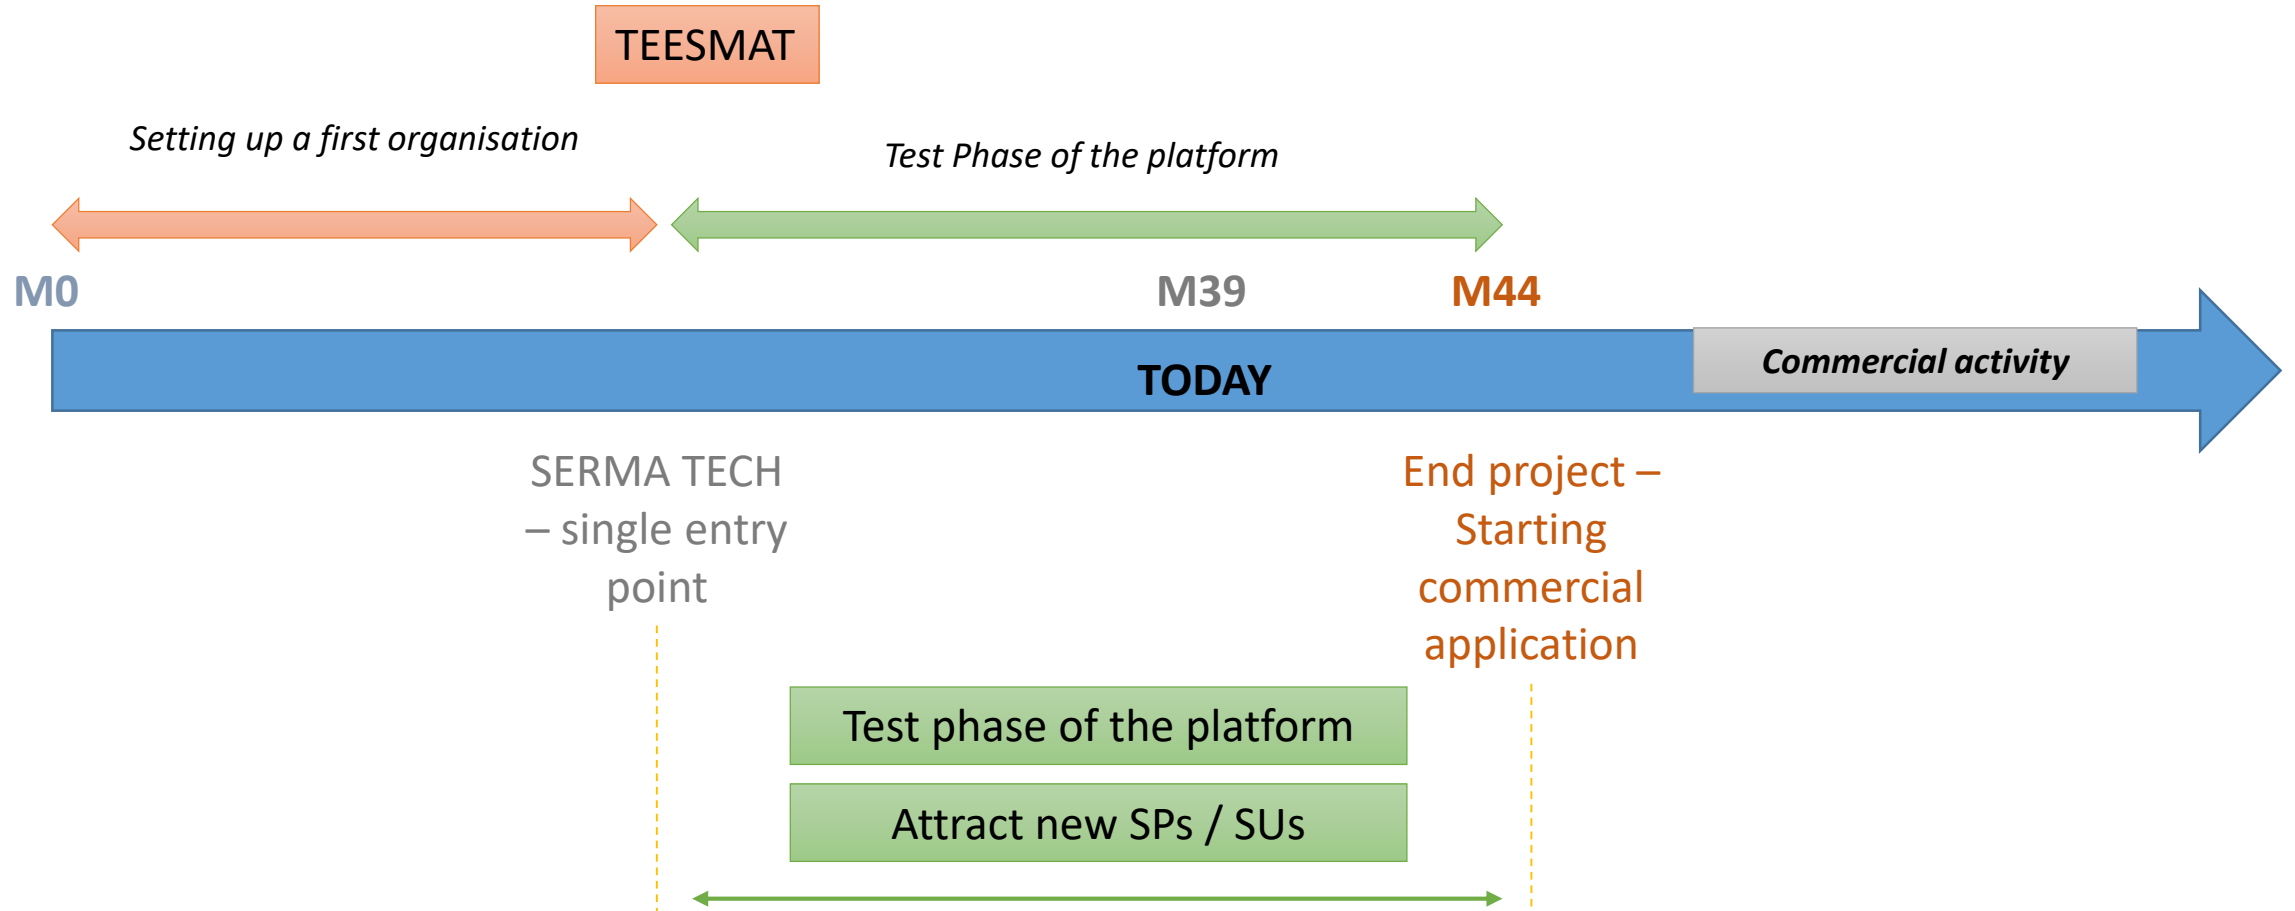 TEESMAT
Setting up a first organisation
Test Phase of the platform
M0
M39
M44
TODAY
Commercial activity
SERMA TECH
– single entry
point
End project –
Starting
commercial
application
Test phase of the platform
Attract new SPs / SUs